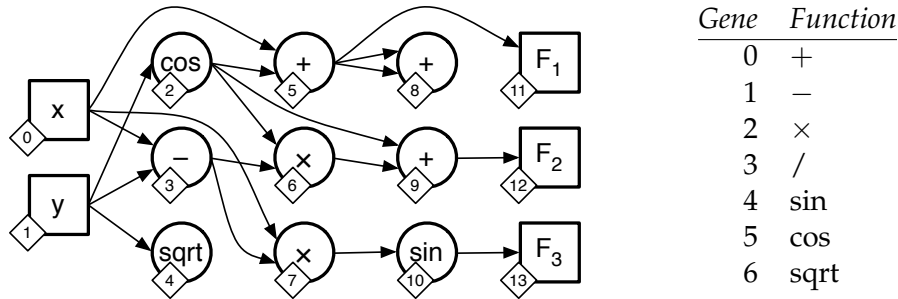 x
0
y
1
cos
2
−
3
sqrt
4
+
5
×
6
×
7
+
8
+
9
sin
10
F1
11
F2
12
F3
13
Gene Function
0 +
1 −
2 ×
3 /
4 sin
5 cos
6 sqrt